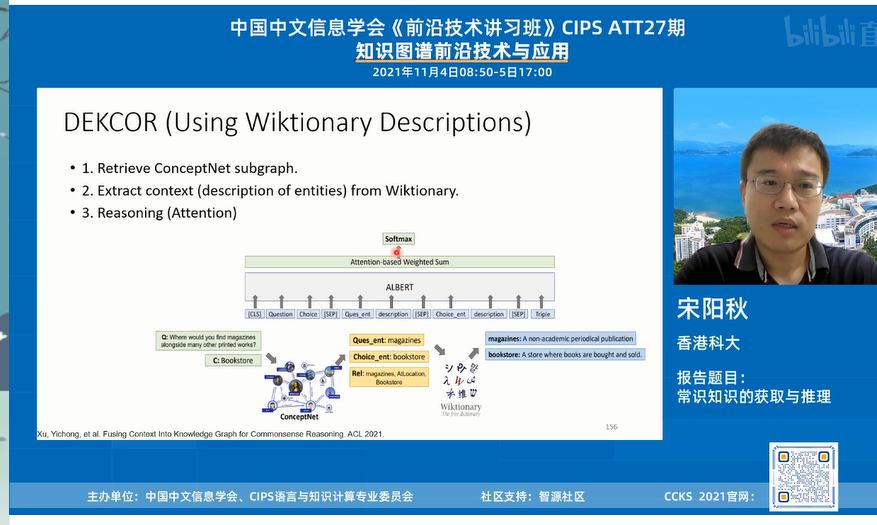 中国中文信息学会《前沿技术讲习班》CIPS ATT27期
知识图谱前沿技术与应用
2021年11月4日08:50-5日17:00
bilibili 直
DEKCOR (Using Wiktionary Descriptions)
• 1. Retrieve ConceptNet subgraph.
• 2. Extract context (description of entities) from Wiktionary.
• 3. Reasoning (Attention)
Softmax
Attention-based Weighted Sum
ALBERT
[CLS] Question Choice [SEP] Ques_ent description [SEP] Choice_ent description [SEP] Triple
Q: Where would you find magazines
alongside many other printed works?
C: Bookstore
ConceptNet
Ques_ent: magazines
Choice_ent: bookstore
Rel: magazines, AtLocation,
Bookstore
Wiktionary
The free dictionary
magazines: A non-academic periodical publication
bookstore: A store where books are bought and sold.
Xu, Yichong, et al. Fusing Context Into Knowledge Graph for Commonsense Reasoning. ACL 2021.
156
宋阳秋
香港科大
报告题目：
常识知识的获取与推理
主办单位：中国中文信息学会、CIPS语言与知识计算专业委员会
社区支持：智源社区
CCKS 2021官网：